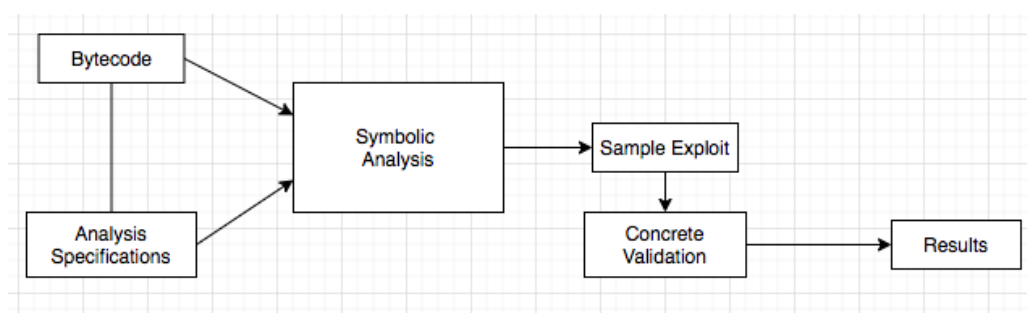 Bytecode
Symbolic
Analysis
Sample Exploit
Analysis
Specifications
Concrete
Validation
Results